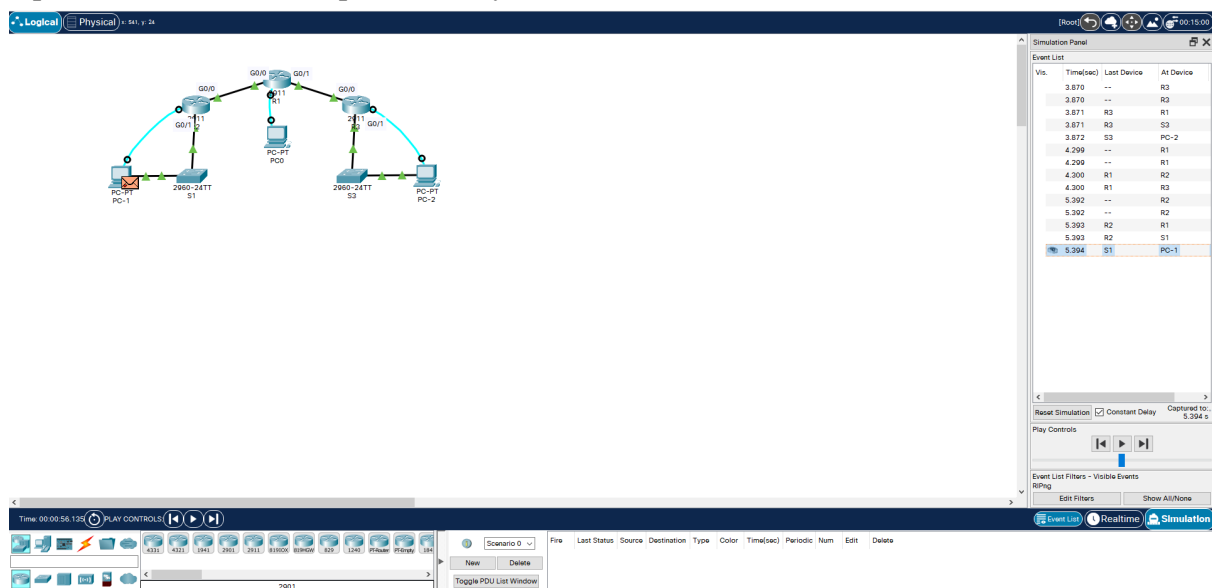 Logical Physical x: 541, y: 24 [Root] 00:15:00
Simulation Panel
Event List
Vis. Time(sec) Last Device At Device
3.870 -- R3
3.870 -- R3
3.871 R3 R1
3.871 R3 S3
3.872 S3 PC-2
4.299 -- R1
4.299 -- R1
4.300 R1 R2
4.300 R1 R3
5.392 -- R2
5.392 -- R2
5.393 R2 R1
5.393 R2 S1
5.394 S1 PC-1
G0/0 G0/1
G0/0 G0/0
R1
G0/1 G0/1
PC-PT
PC0
PC-PT 2960-24TT 2960-24TT PC-PT
PC-1 S1 S3 PC-2
Reset Simulation Constant Delay Captured to:
5.394 s
Play Controls
Event List Filters - Visible Events
RIPng
Edit Filters Show All/None
Time: 00:00:56.135 PLAY CONTROLS: Event List Realtime Simulation
4331 4321 1941 2901 2911 819IOX 819HGW 829 1240 PT-Router PT-Empty 184
Scenario 0 Fire Last Status Source Destination Type Color Time(sec) Periodic Num Edit Delete
New Delete
Toggle PDU List Window
2901